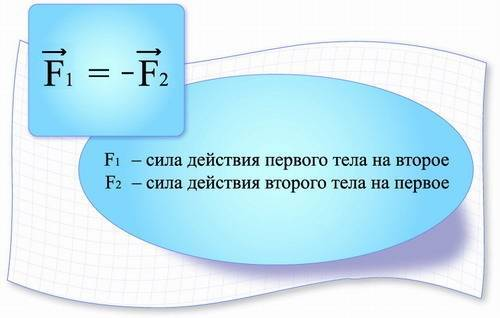 F₁ = −F₂
F₁ – сила действия первого тела на второе
F₂ – сила действия второго тела на первое